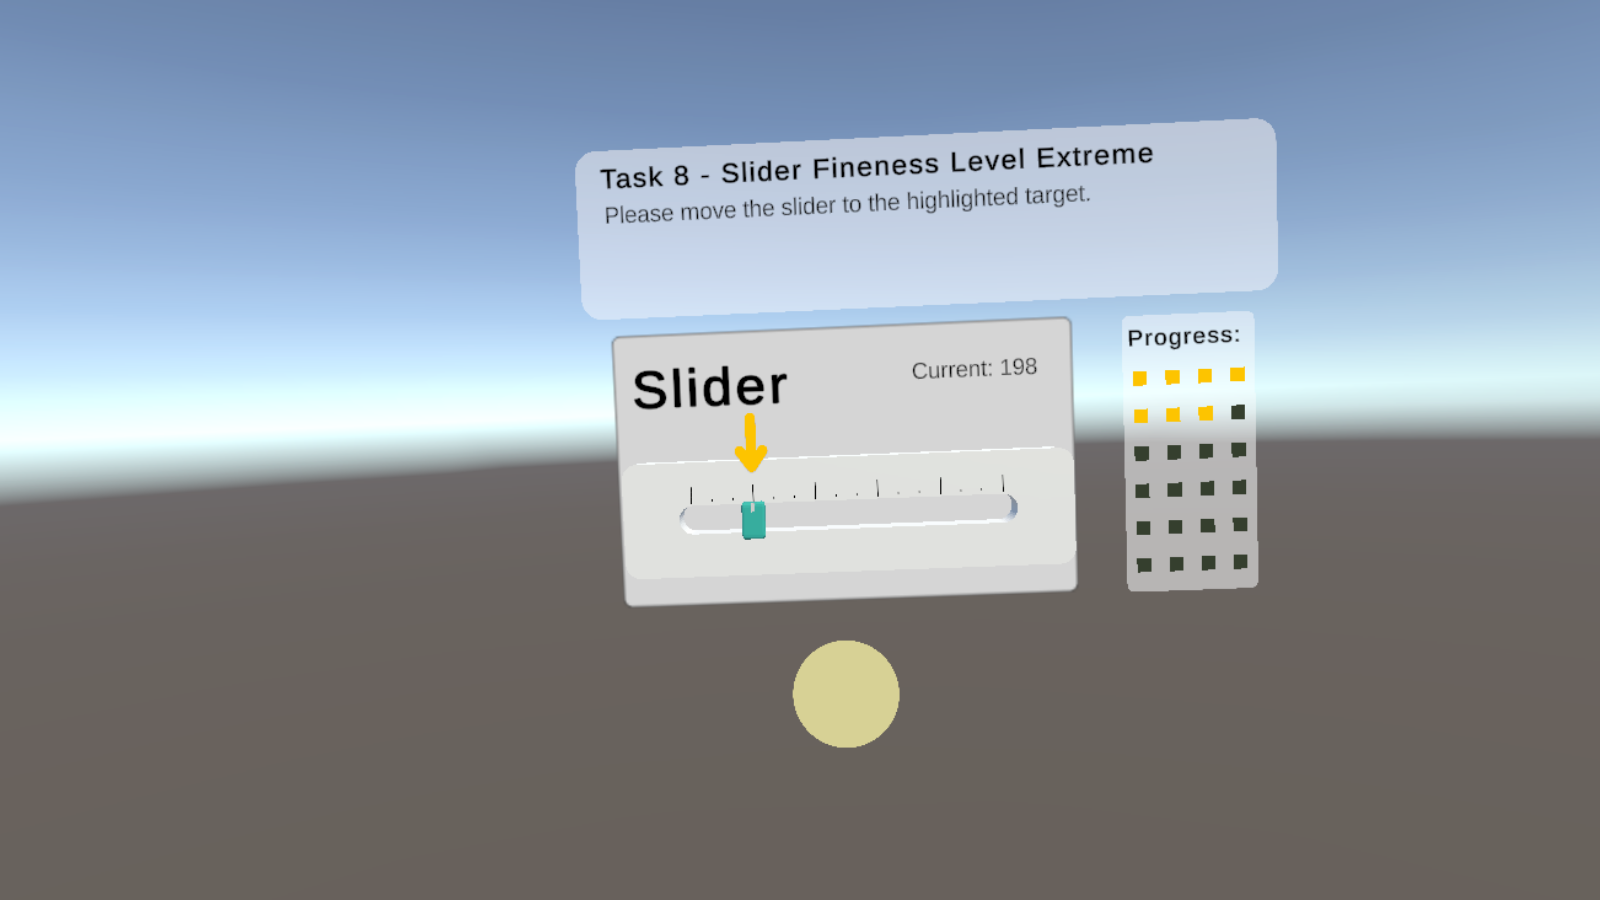 Task 8 - Slider Fineness Level Extreme
Please move the slider to the highlighted target.
Slider
Current: 198
Progress: